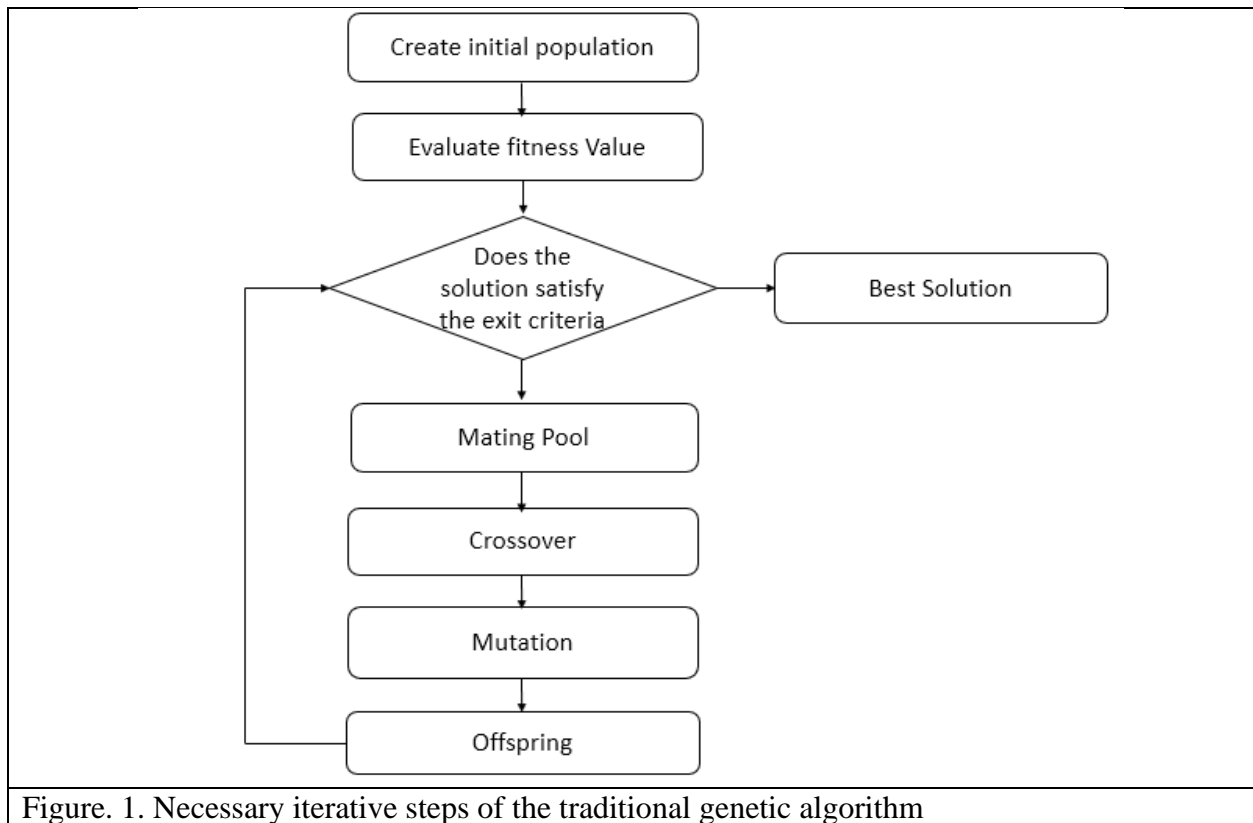 Create initial population
Evaluate fitness Value
Does the
solution satisfy
the exit criteria
Best Solution
Mating Pool
Crossover
Mutation
Offspring
Figure. 1. Necessary iterative steps of the traditional genetic algorithm